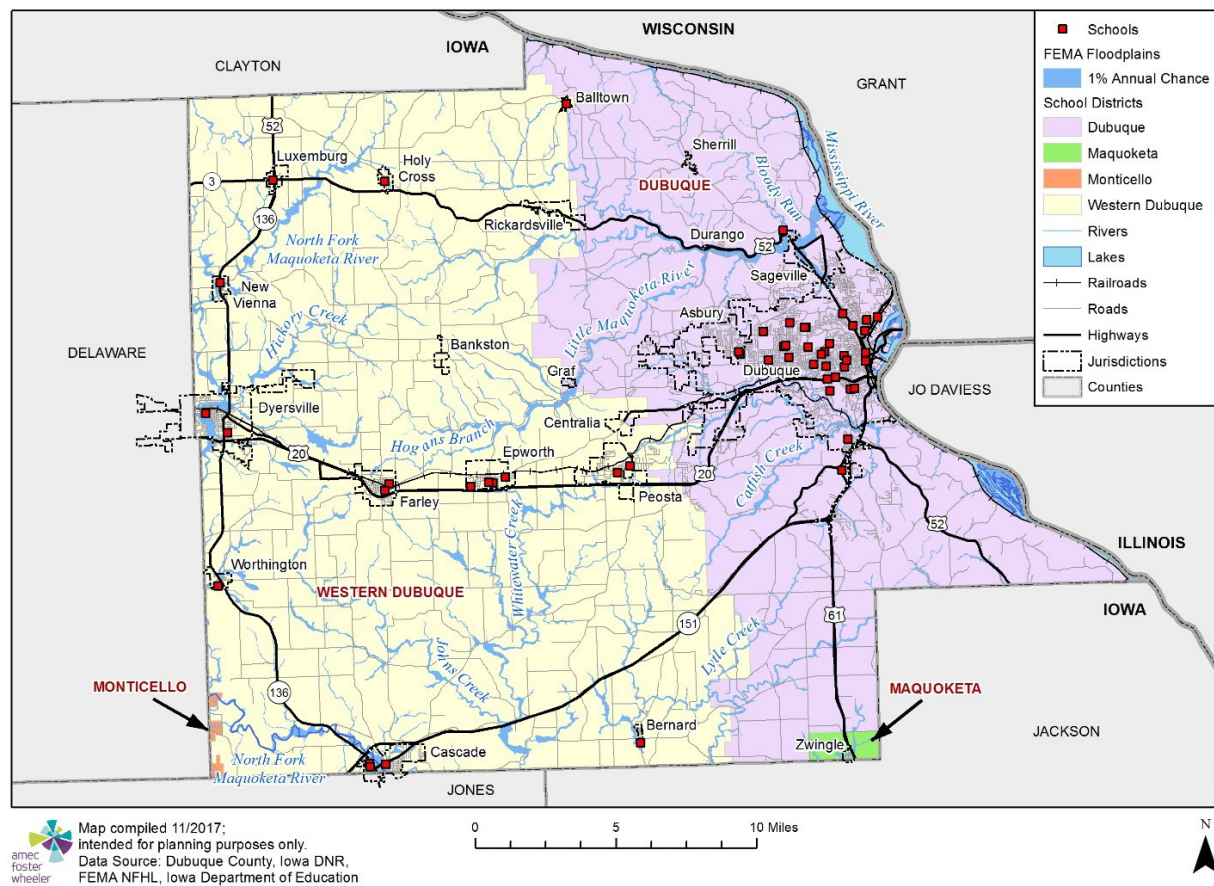 WISCONSIN
IOWA
CLAYTON
GRANT
52
Balltown
Luxemburg
Holy
Cross
Sherrill
3
DUBUQUE
Bloody Run
Mississippi River
136
Rickardsville
Durango
52
North Fork
Maquoketa River
Sageville
New
Vienna
Little Maquoketa River
Hickory Creek
Asbury
DELAWARE
Bankston
Graf
Dubuque
JO DAVIESS
Dyersville
Centralia
Hogans Branch
20
Epworth
20
Catfish Creek
Farley
Peosta
52
Whitewater Creek
ILLINOIS
Worthington
WESTERN DUBUQUE
IOWA
151
61
Lytle Creek
Johns Creek
MONTICELLO
136
MAQUOKETA
Bernard
JACKSON
Zwingle
Cascade
North Fork
Maquoketa River
JONES
Schools
FEMA Floodplains
1% Annual Chance
School Districts
Dubuque
Maquoketa
Monticello
Western Dubuque
Rivers
Lakes
Railroads
Roads
Highways
Jurisdictions
Counties
amec
foster
wheeler
Map compiled 11/2017;
intended for planning purposes only.
Data Source: Dubuque County, Iowa DNR,
FEMA NFHL, Iowa Department of Education
0 5 10 Miles
N